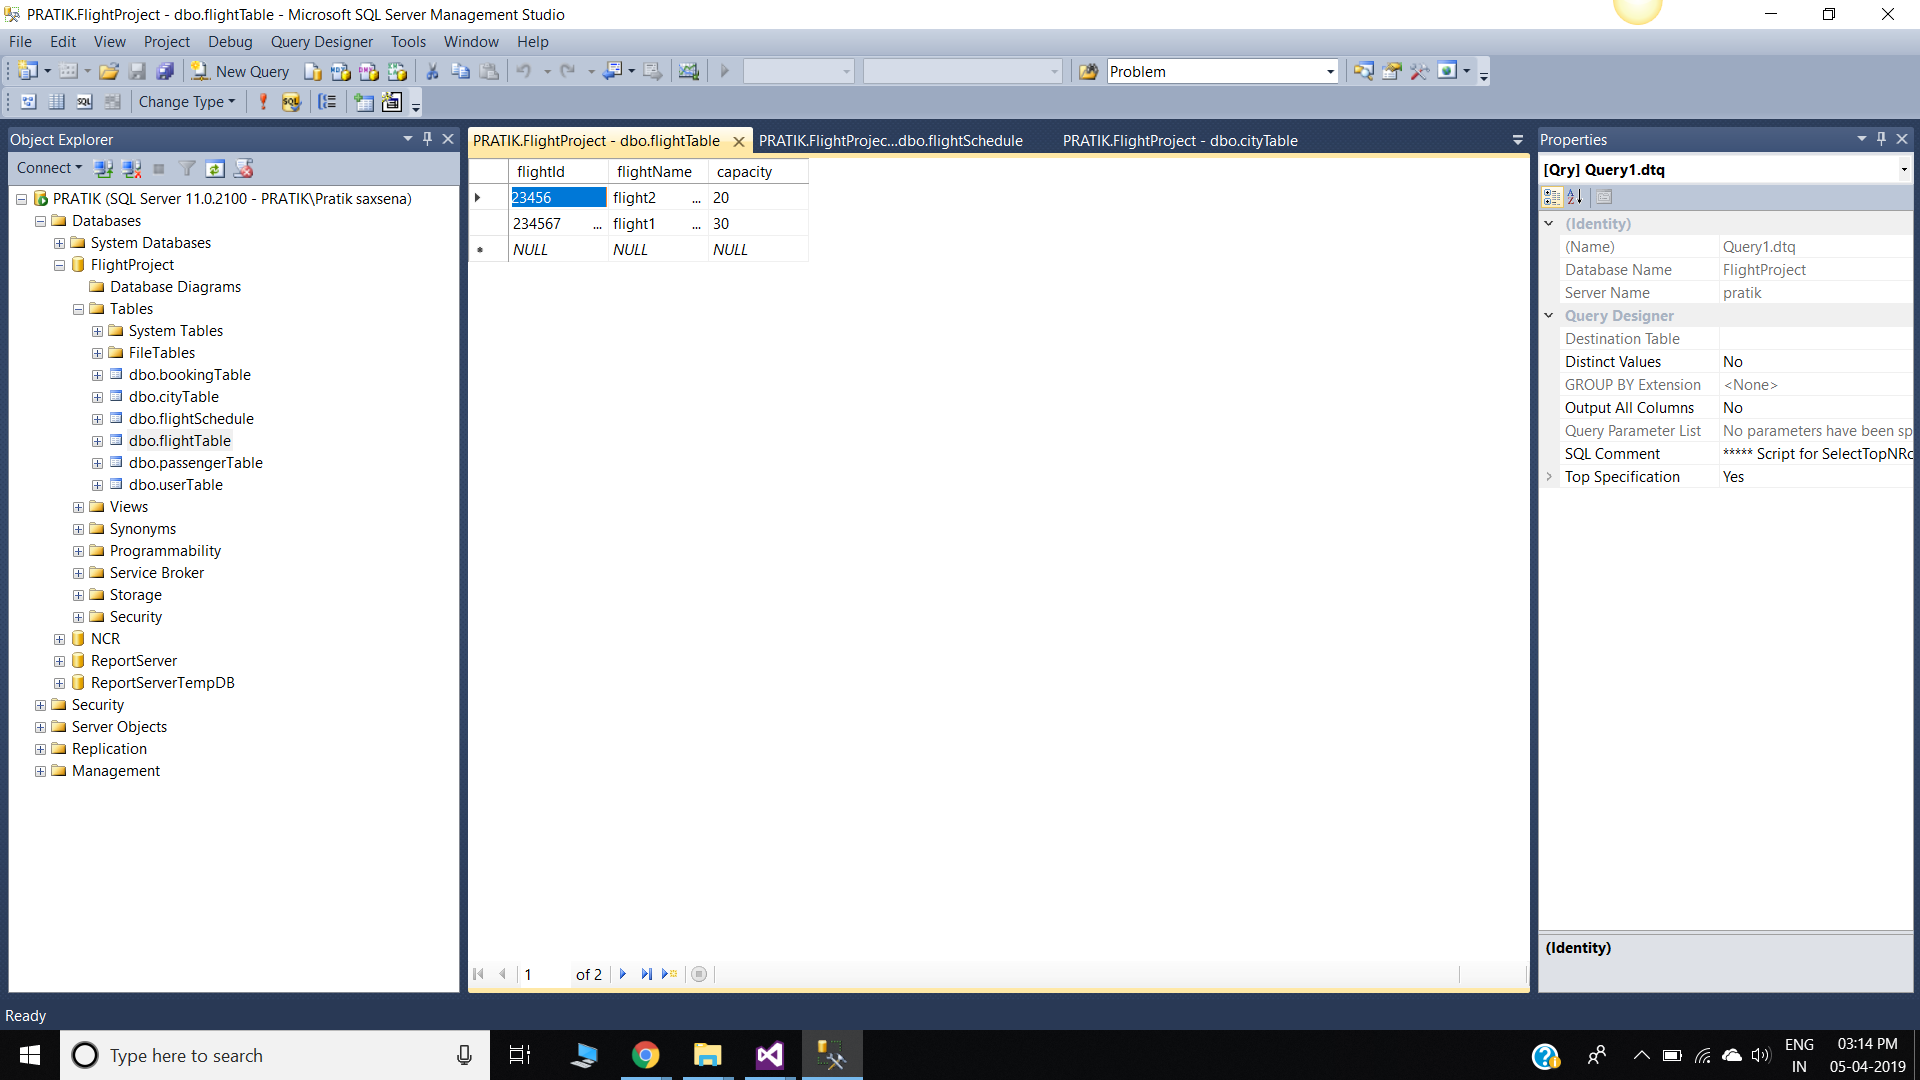 PRATIK.FlightProject - dbo.flightTable - Microsoft SQL Server Management Studio
File Edit View Project Debug Query Designer Tools Window Help
New Query Problem
Change Type
Object Explorer
Connect
PRATIK (SQL Server 11.0.2100 - PRATIK\Pratik saxsena)
Databases
System Databases
FlightProject
Database Diagrams
Tables
System Tables
FileTables
dbo.bookingTable
dbo.cityTable
dbo.flightSchedule
dbo.flightTable
dbo.passengerTable
dbo.userTable
Views
Synonyms
Programmability
Service Broker
Storage
Security
NCR
ReportServer
ReportServerTempDB
Security
Server Objects
Replication
Management
PRATIK.FlightProject - dbo.flightTable PRATIK.FlightProjec...dbo.flightSchedule PRATIK.FlightProject - dbo.cityTable
flightId flightName capacity
23456 flight2 ... 20
234567 ... flight1 ... 30
NULL NULL NULL
1 of 2
Properties
[Qry] Query1.dtq
(Identity)
(Name) Query1.dtq
Database Name FlightProject
Server Name pratik
Query Designer
Destination Table
Distinct Values No
GROUP BY Extension <None>
Output All Columns No
Query Parameter List No parameters have been sp
SQL Comment ***** Script for SelectTopNRo
Top Specification Yes
(Identity)
Ready
Type here to search
ENG
IN
03:14 PM
05-04-2019